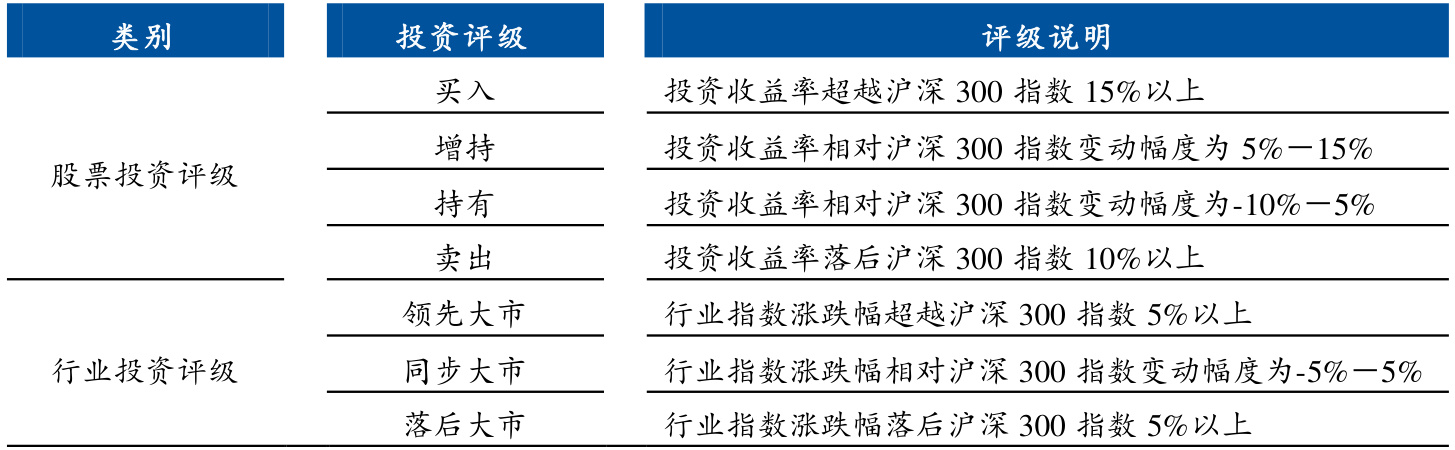 类别 投资评级 评级说明
买入 投资收益率超越沪深 300 指数 15%以上
增持 投资收益率相对沪深 300 指数变动幅度为 5%－15%
股票投资评级
持有 投资收益率相对沪深 300 指数变动幅度为-10%－5%
卖出 投资收益率落后沪深 300 指数 10%以上
领先大市 行业指数涨跌幅超越沪深 300 指数 5%以上
行业投资评级 同步大市 行业指数涨跌幅相对沪深 300 指数变动幅度为-5%－5%
落后大市 行业指数涨跌幅落后沪深 300 指数 5%以上